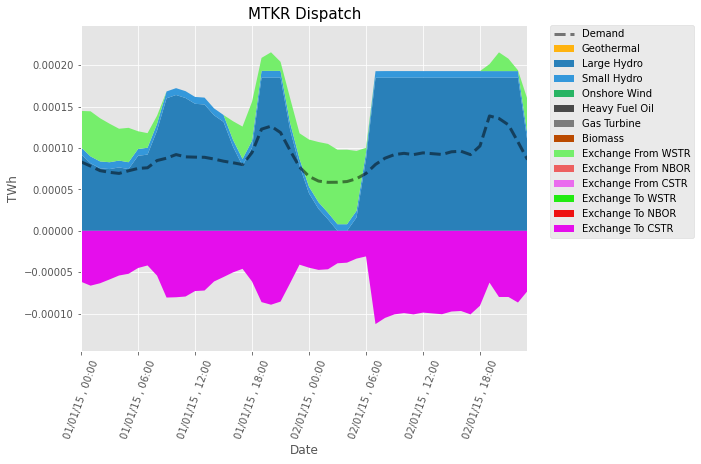 MTKR Dispatch
TWh
0.00020
0.00015
0.00010
0.00005
0.00000
−0.00005
−0.00010
01/01/15 , 00:00
01/01/15 , 06:00
01/01/15 , 12:00
01/01/15 , 18:00
02/01/15 , 00:00
02/01/15 , 06:00
02/01/15 , 12:00
02/01/15 , 18:00
Date
Demand
Geothermal
Large Hydro
Small Hydro
Onshore Wind
Heavy Fuel Oil
Gas Turbine
Biomass
Exchange From WSTR
Exchange From NBOR
Exchange From CSTR
Exchange To WSTR
Exchange To NBOR
Exchange To CSTR